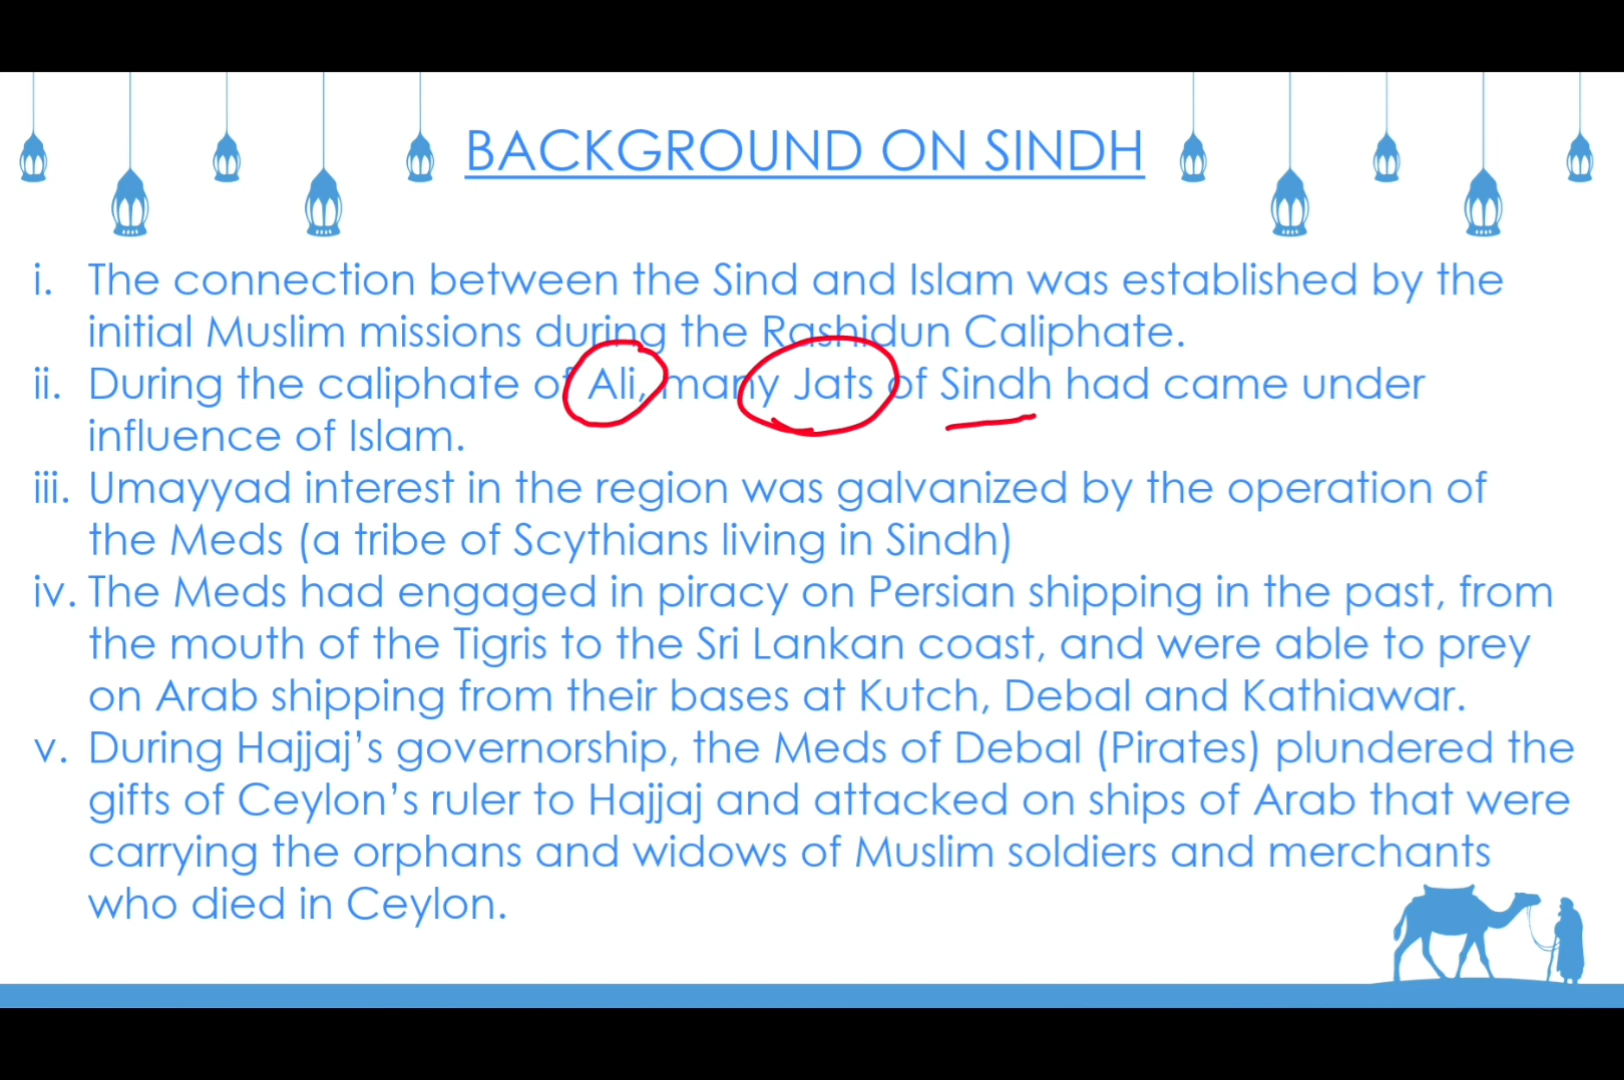 BACKGROUND ON SINDH
i. The connection between the Sind and Islam was established by the
initial Muslim missions during the Rashidun Caliphate.
ii. During the caliphate of Ali, many Jats of Sindh had came under
influence of Islam.
iii. Umayyad interest in the region was galvanized by the operation of
the Meds (a tribe of Scythians living in Sindh)
iv. The Meds had engaged in piracy on Persian shipping in the past, from
the mouth of the Tigris to the Sri Lankan coast, and were able to prey
on Arab shipping from their bases at Kutch, Debal and Kathiawar.
v. During Hajjaj’s governorship, the Meds of Debal (Pirates) plundered the
gifts of Ceylon’s ruler to Hajjaj and attacked on ships of Arab that were
carrying the orphans and widows of Muslim soldiers and merchants
who died in Ceylon.